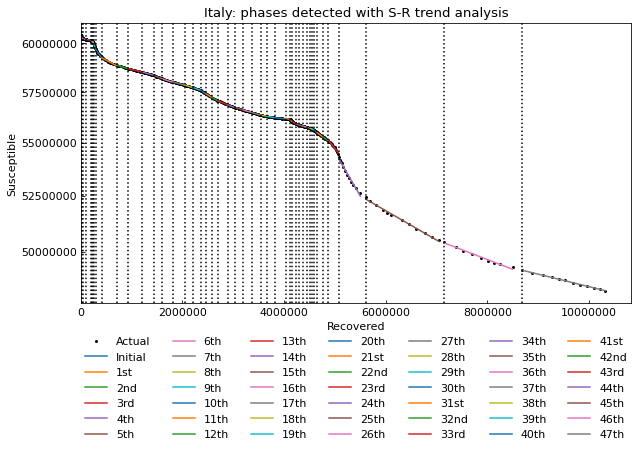 Italy: phases detected with S-R trend analysis
60000000
57500000
55000000
52500000
50000000
Susceptible
0 2000000 4000000 6000000 8000000 10000000
Recovered
Actual 6th 13th 20th 27th 34th 41st
Initial 7th 14th 21st 28th 35th 42nd
1st 8th 15th 22nd 29th 36th 43rd
2nd 9th 16th 23rd 30th 37th 44th
3rd 10th 17th 24th 31st 38th 45th
4th 11th 18th 25th 32nd 39th 46th
5th 12th 19th 26th 33rd 40th 47th